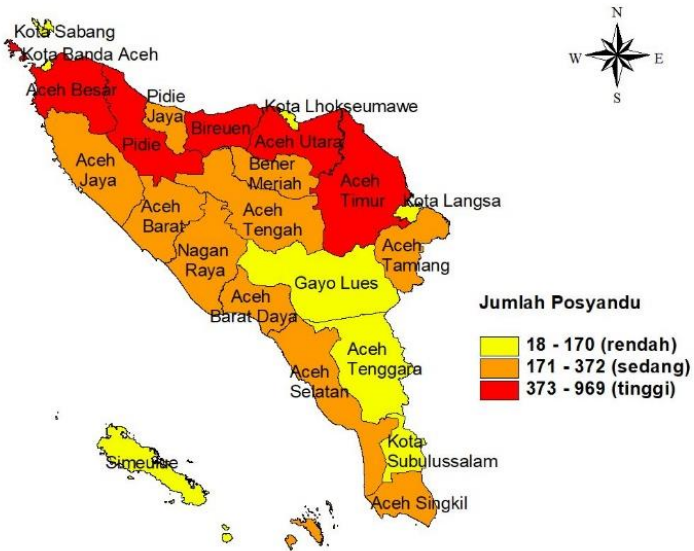 N
W E
S
Kota Sabang
Kota Banda Aceh
Aceh Besar
Pidie
Jaya
Kota Lhokseumawe
Bireuen
Aceh Utara
Pidie
Aceh
Jaya
Bener
Meriah
Aceh
Timur
Kota Langsa
Aceh
Barat
Aceh
Tengah
Nagan
Raya
Aceh
Tamiang
Gayo Lues
Aceh
Barat Daya
Aceh
Tenggara
Aceh
Selatan
Kota
Subulussalam
Simeulue
Aceh Singkil
Jumlah Posyandu
18 - 170 (rendah)
171 - 372 (sedang)
373 - 969 (tinggi)